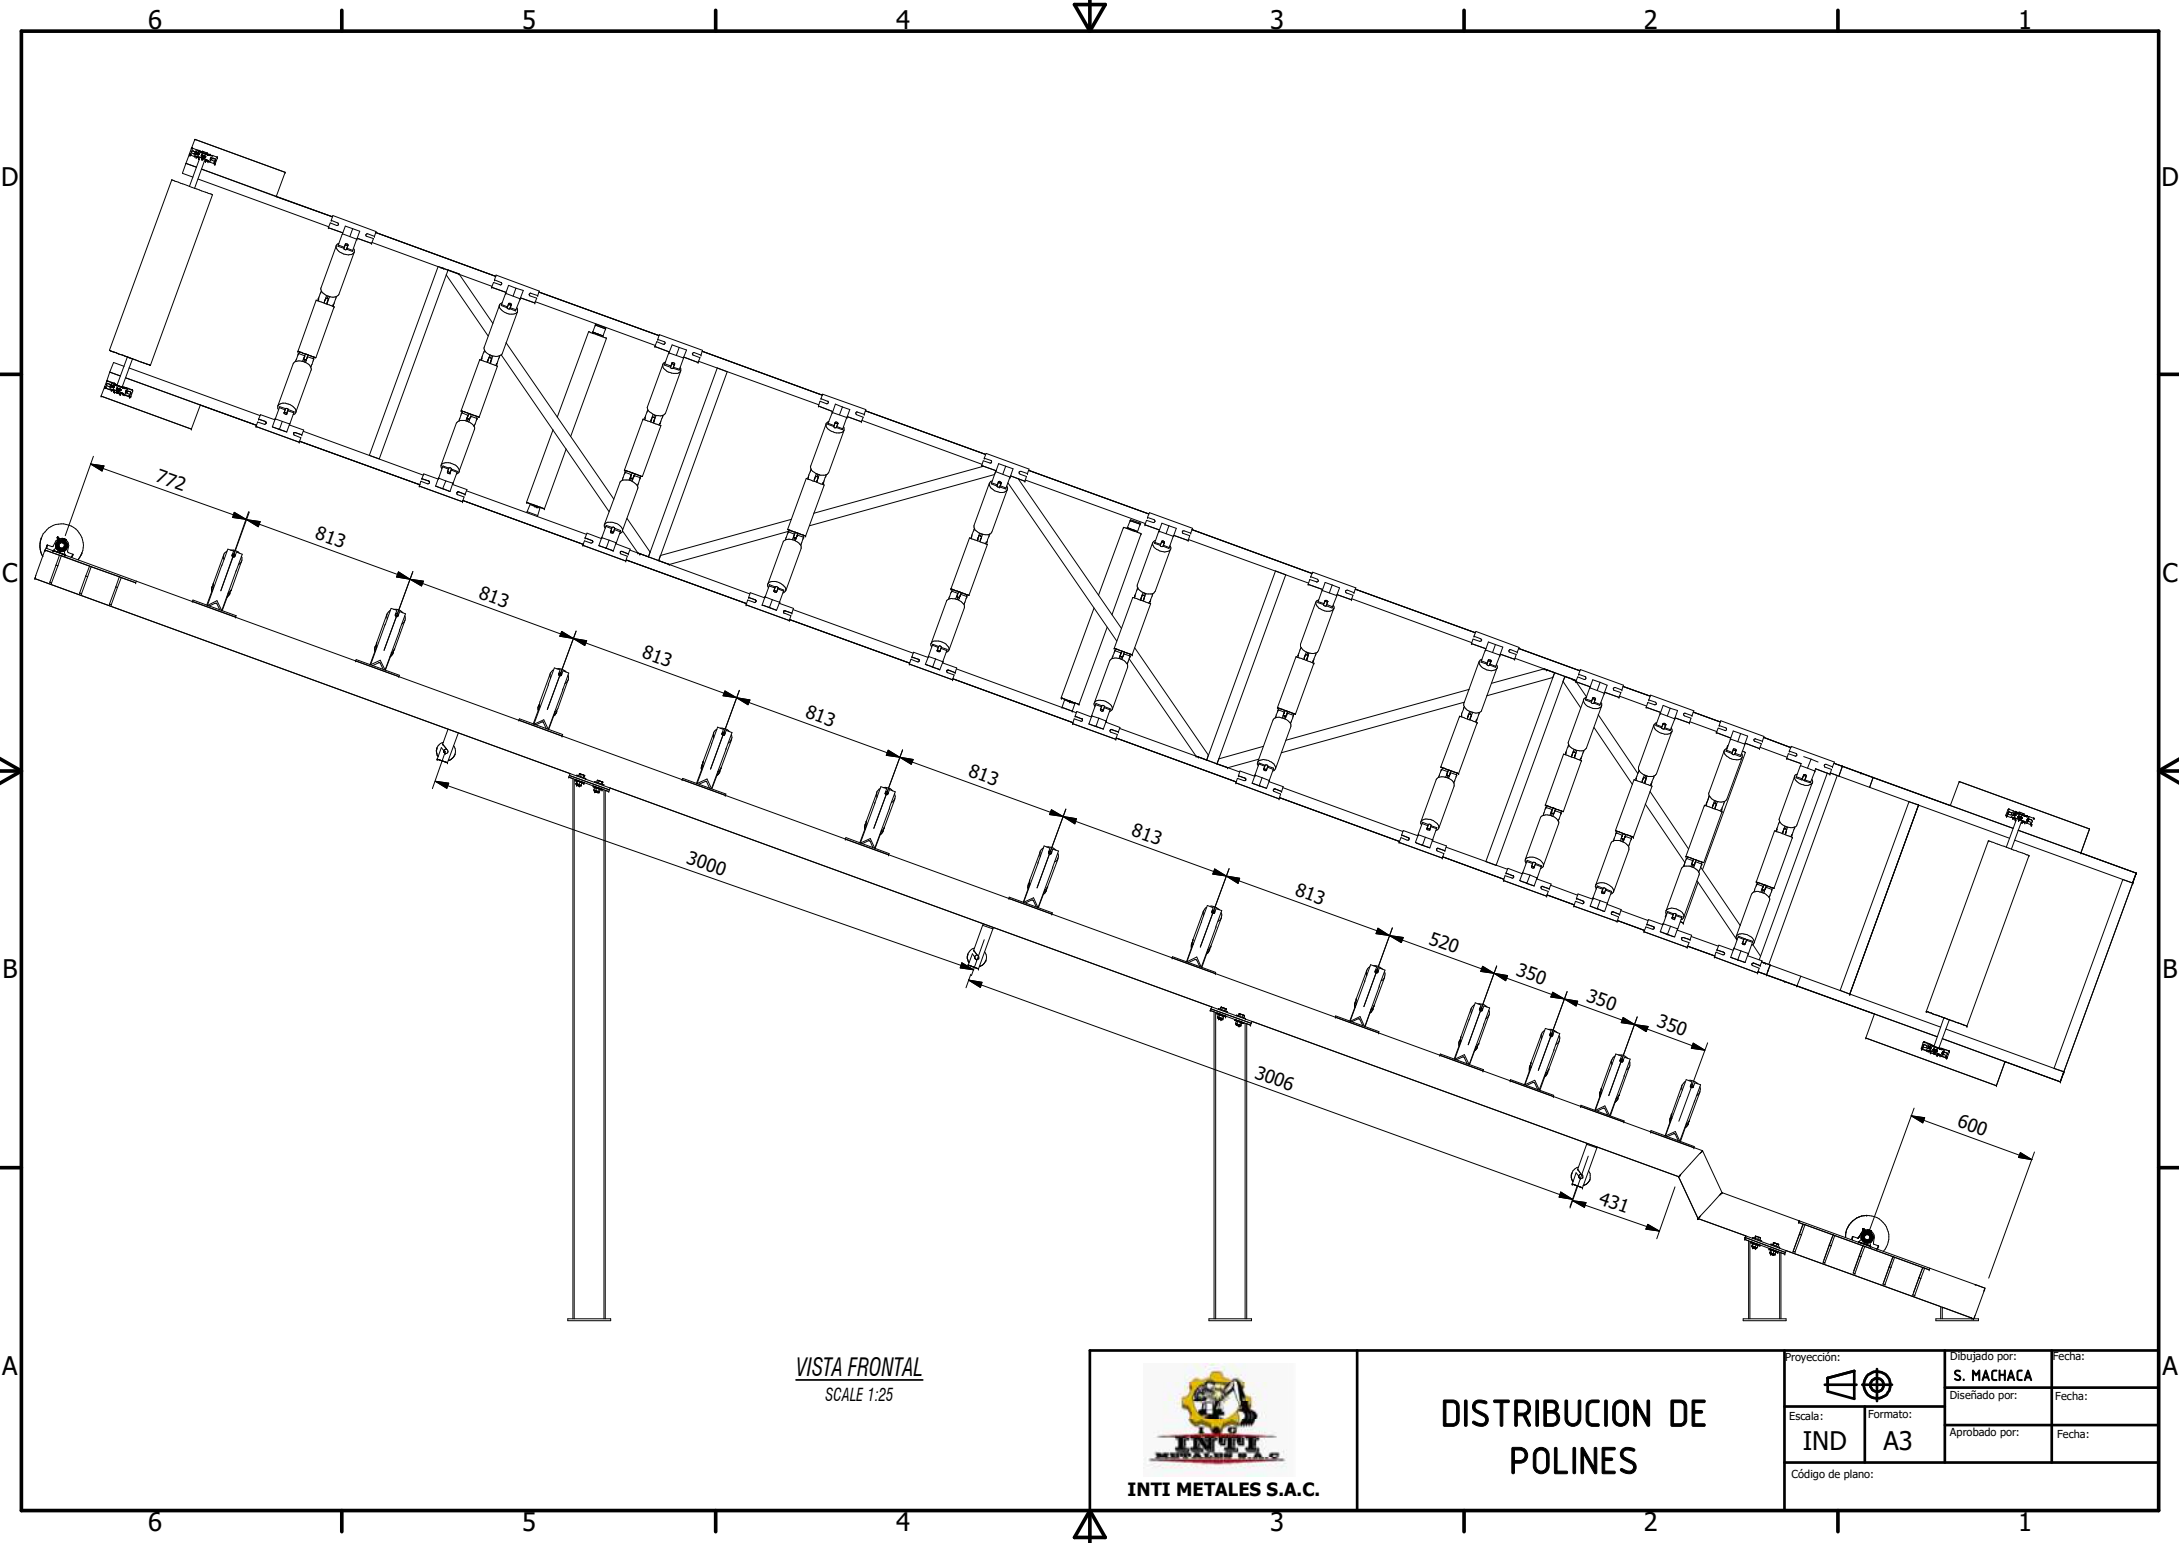 6 5 4 3 2 1
D D
772
813
813
813
813
813
813
813
C C
3000
520
350
350
350
B B
3006
600
431
VISTA FRONTAL
SCALE 1:25
A A
INTI
METALES S.A.C
INTI METALES S.A.C.
DISTRIBUCION DE
POLINES
Proyección:
Dibujado por:
S. MACHACA
Fecha:
Diseñado por:
Fecha:
Escala:
IND
Formato:
A3
Aprobado por:
Fecha:
Código de plano:
6 5 4 3 2 1